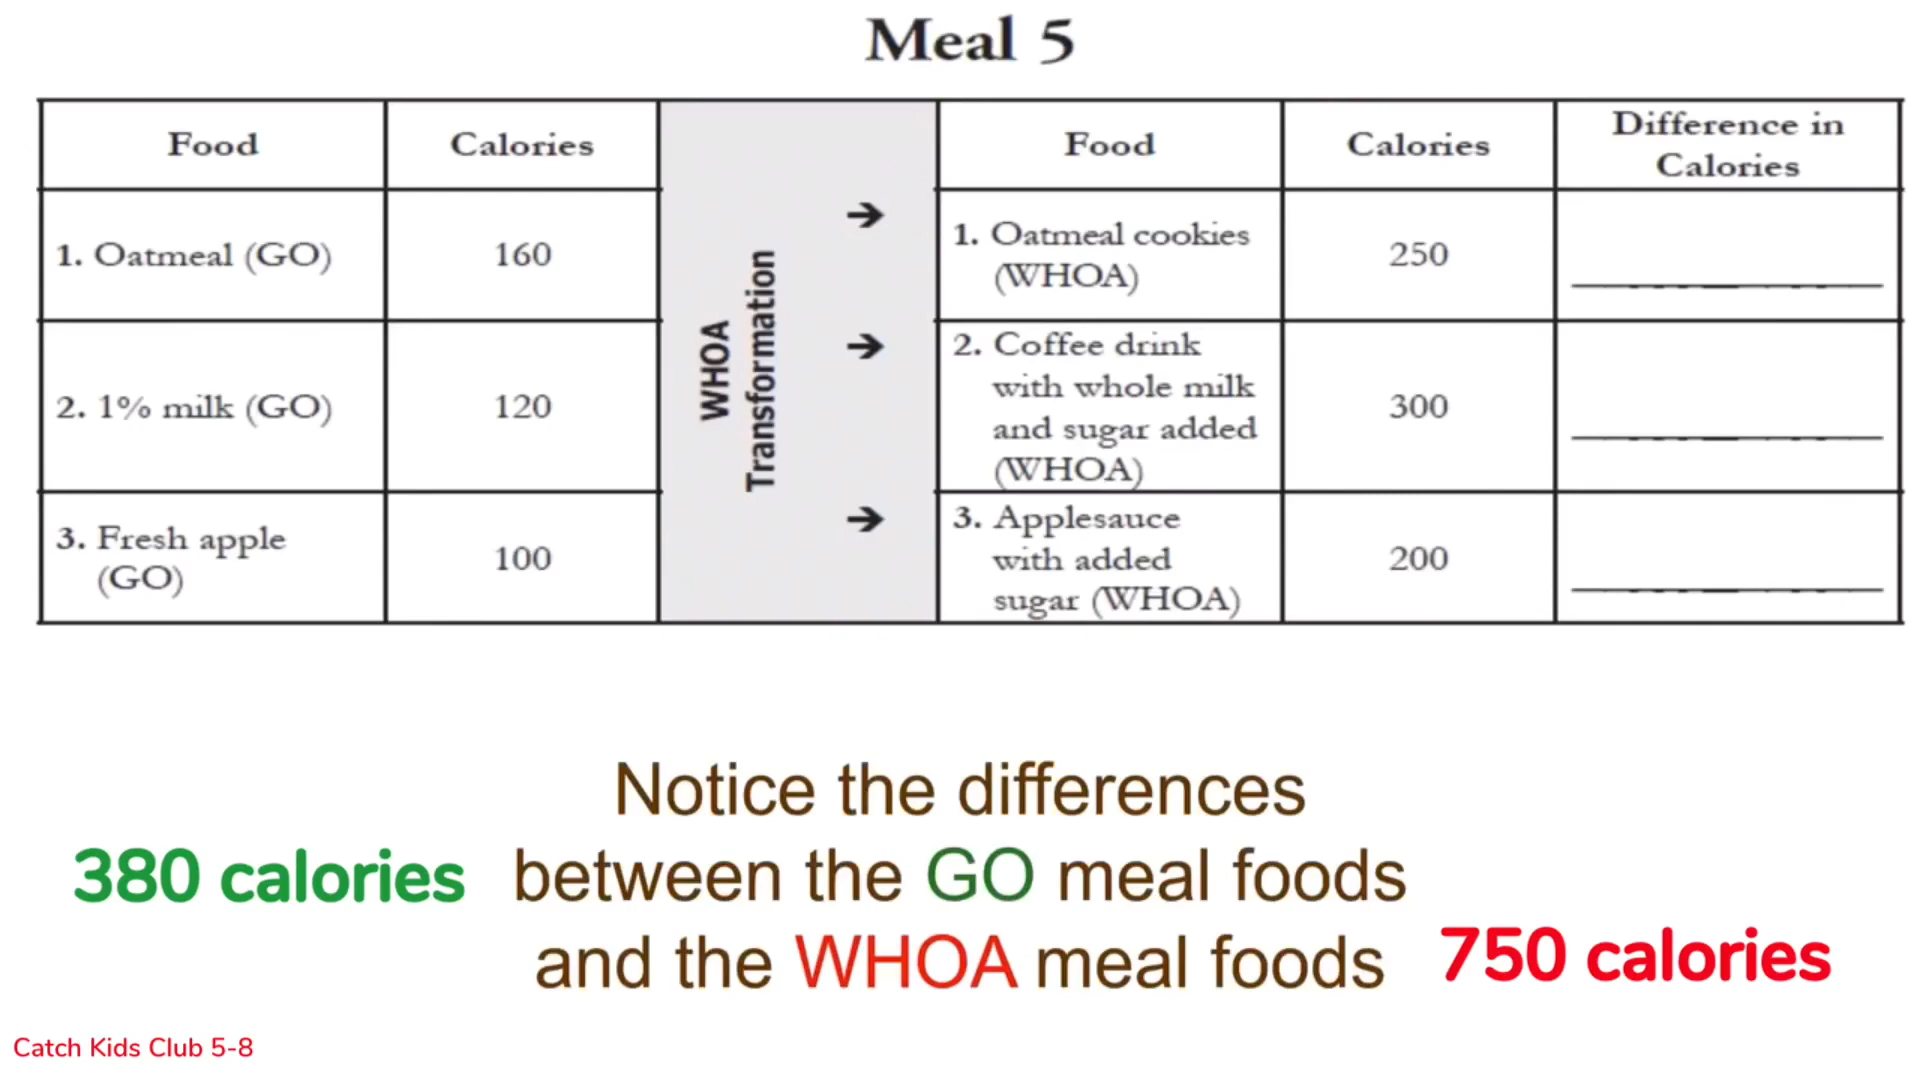 Meal 5
Food
Calories
Food
Calories
Difference in
Calories
1. Oatmeal (GO)
160
1. Oatmeal cookies
(WHOA)
250
2. 1% milk (GO)
120
2. Coffee drink
with whole milk
and sugar added
(WHOA)
300
3. Fresh apple
(GO)
100
3. Applesauce
with added
sugar (WHOA)
200
WHOA
Transformation
Notice the differences
380 calories between the GO meal foods
and the WHOA meal foods 750 calories
Catch Kids Club 5-8